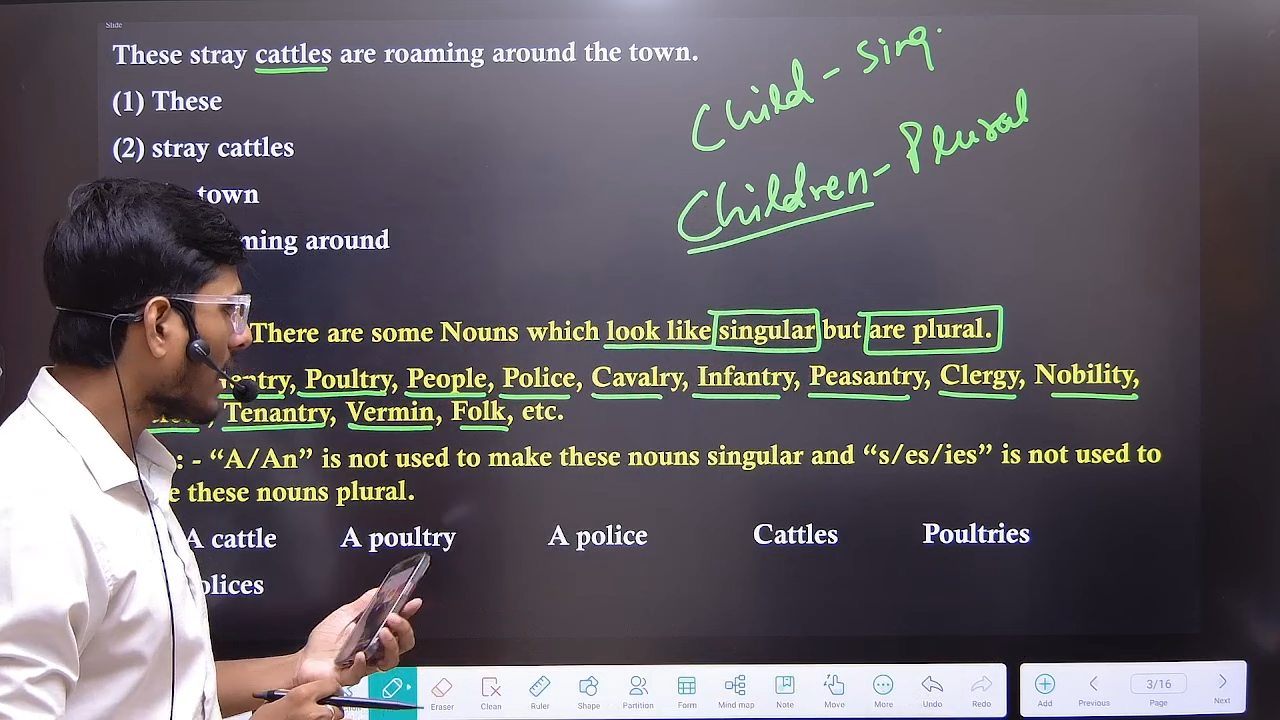 Slide
These stray cattles are roaming around the town.
(1) These
(2) stray cattles
town
around
There are some Nouns which look like singular but are plural.
Poultry, People, Police, Cavalry, Infantry, Peasantry, Clergy, Nobility,
Tenantry, Vermin, Folk, etc.
: - “A/An” is not used to make these nouns singular and “s/es/ies” is not used to
these nouns plural.
A cattle A poultry A police Cattles Poultries
Child - Sing.
Children - Plural
Eraser Clean Ruler Shape Partition Form Mind map Note Move More Undo Redo
Add Previous 3/16 Page Next